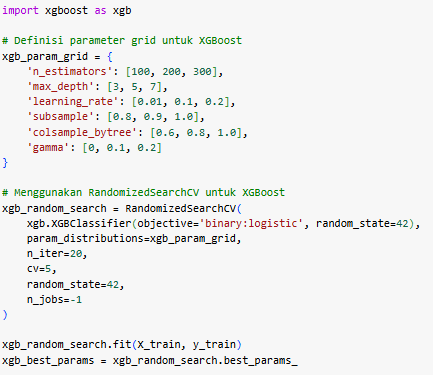 import xgboost as xgb
# Definisi parameter grid untuk XGBoost
xgb_param_grid = {
    'n_estimators': [100, 200, 300],
    'max_depth': [3, 5, 7],
    'learning_rate': [0.01, 0.1, 0.2],
    'subsample': [0.8, 0.9, 1.0],
    'colsample_bytree': [0.6, 0.8, 1.0],
    'gamma': [0, 0.1, 0.2]
}
# Menggunakan RandomizedSearchCV untuk XGBoost
xgb_random_search = RandomizedSearchCV(
    xgb.XGBClassifier(objective='binary:logistic', random_state=42),
    param_distributions=xgb_param_grid,
    n_iter=20,
    cv=5,
    random_state=42,
    n_jobs=-1
)
xgb_random_search.fit(X_train, y_train)
xgb_best_params = xgb_random_search.best_params_